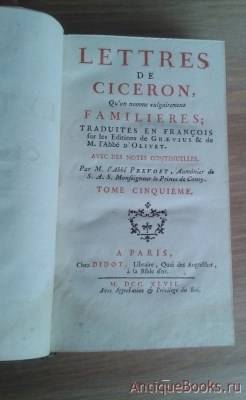 LETTRES
DE
CICERON,
Qu'on nomme vulgairement
FAMILIERES;
TRADUITES EN FRANÇOIS
sur les Editions de GRÆVIUS & de
M. l'Abbé D'OLIVET.
AVEC DES NOTES CONTINUELLES.
Par M. l'Abbé PREVOST, Aumônier de
S. A. S. Monseigneur le Prince de Conty.
TOME CINQUIEME.
A PARIS,
Chez DIDOT, Libraire, Quai des Augustins,
à la Bible d'or.
M. DCC. XLVII.
Avec Approbation & Privilége du Roi.
AntiqueBooks.ru